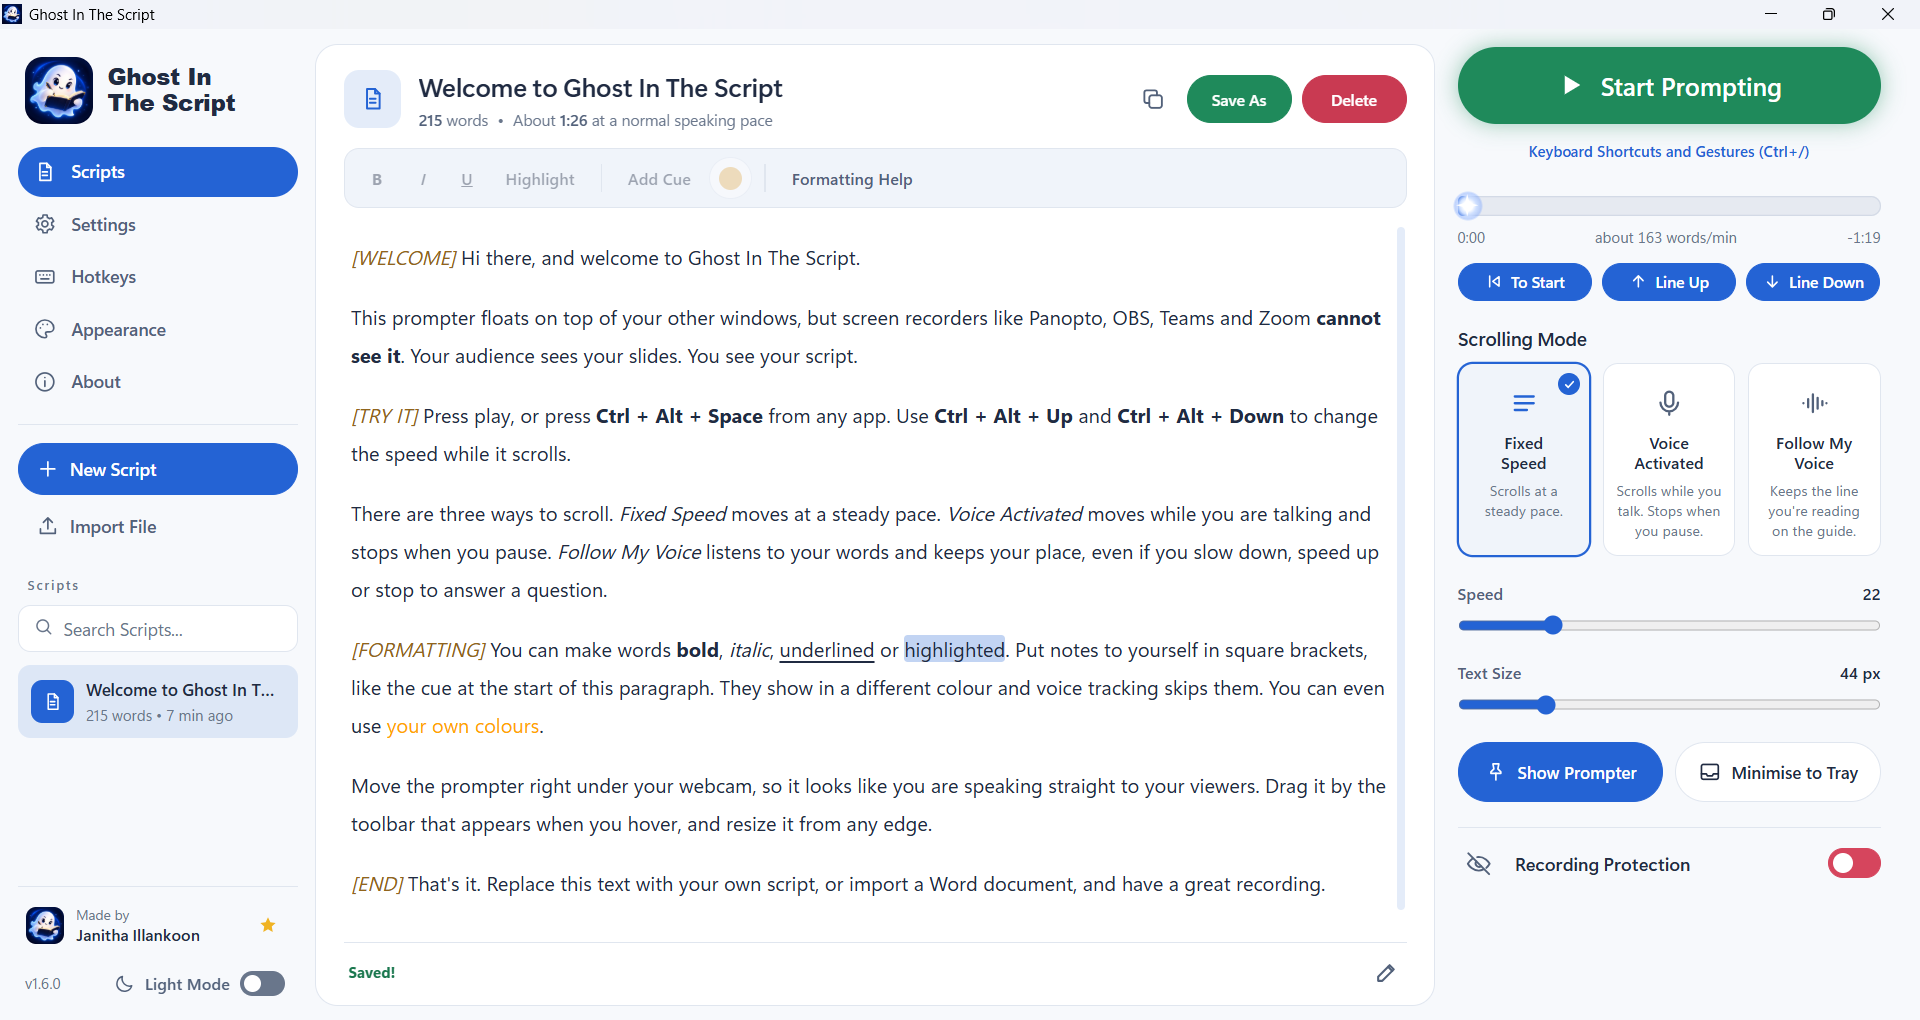 Ghost In The Script
Ghost In
The Script
Scripts
Settings
Hotkeys
Appearance
About
New Script
Import File
Scripts
Search Scripts...
Welcome to Ghost In T...
215 words • 7 min ago
Made by
Janitha Illankoon
v1.6.0
Light Mode
Welcome to Ghost In The Script
215 words • About 1:26 at a normal speaking pace
Save As
Delete
B I U Highlight Add Cue Formatting Help
[WELCOME] Hi there, and welcome to Ghost In The Script.
This prompter floats on top of your other windows, but screen recorders like Panopto, OBS, Teams and Zoom cannot
see it. Your audience sees your slides. You see your script.
[TRY IT] Press play, or press Ctrl + Alt + Space from any app. Use Ctrl + Alt + Up and Ctrl + Alt + Down to change
the speed while it scrolls.
There are three ways to scroll. Fixed Speed moves at a steady pace. Voice Activated moves while you are talking and
stops when you pause. Follow My Voice listens to your words and keeps your place, even if you slow down, speed up
or stop to answer a question.
[FORMATTING] You can make words bold, italic, underlined or highlighted. Put notes to yourself in square brackets,
like the cue at the start of this paragraph. They show in a different colour and voice tracking skips them. You can even
use your own colours.
Move the prompter right under your webcam, so it looks like you are speaking straight to your viewers. Drag it by the
toolbar that appears when you hover, and resize it from any edge.
[END] That's it. Replace this text with your own script, or import a Word document, and have a great recording.
Saved!
Start Prompting
Keyboard Shortcuts and Gestures (Ctrl+/)
0:00 about 163 words/min -1:19
To Start
Line Up
Line Down
Scrolling Mode
Fixed
Speed
Scrolls at a
steady pace.
Voice
Activated
Scrolls while you
talk. Stops when
you pause.
Follow My
Voice
Keeps the line
you're reading
on the guide.
Speed 22
Text Size 44 px
Show Prompter
Minimise to Tray
Recording Protection